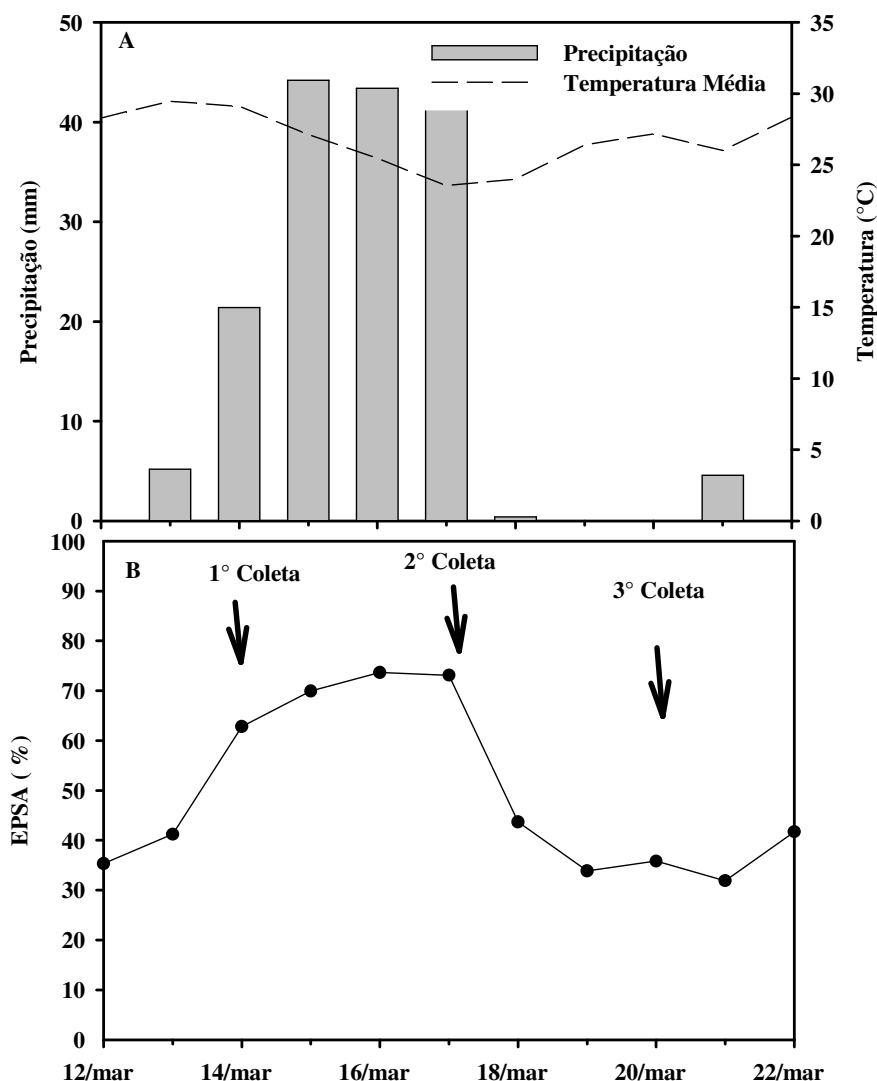 A
Precipitação
Temperatura Média
50
40
30
20
10
0
Precipitação (mm)
35
30
25
20
15
10
5
0
Temperatura (°C)
B
1° Coleta
2° Coleta
3° Coleta
100
90
80
70
60
50
40
30
20
10
0
EPSA ( %)
12/mar 14/mar 16/mar 18/mar 20/mar 22/mar